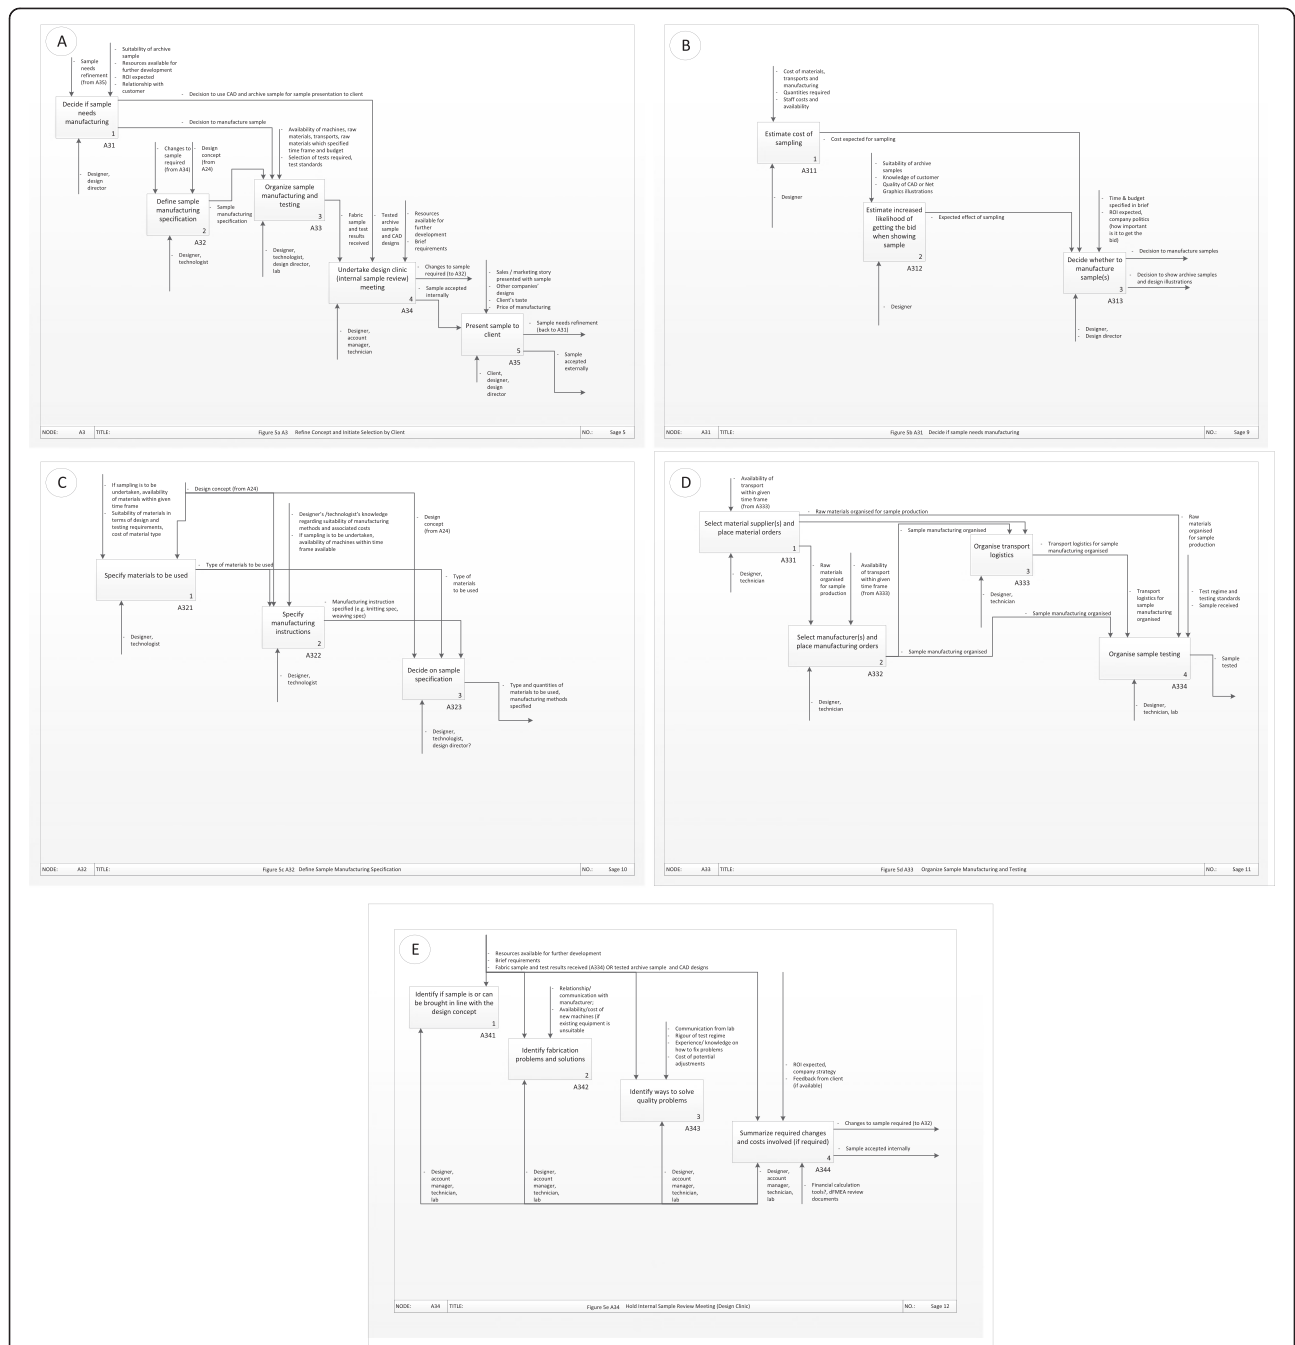 A
- Sample
needs
refinement
(from A35)
- Suitability of archive
sample
- Resources available for
further development
- ROI expected
- Relationship with
customer
Decide if sample
needs
manufacturing
1
A31
- Decision to use CAD and archive sample for sample presentation to client
- Decision to manufacture sample
- Designer,
design
director
- Changes to
sample
required
(from A34)
- Design
concept
(from
A24)
- Availability of machines, raw
materials, transports, raw
materials which specified
time frame and budget
- Selection of tests required,
test standards
Define sample
manufacturing
specification
2
A32
- Sample
manufacturing
specification
- Designer,
technologist
Organize sample
manufacturing and
testing
3
A33
- Designer,
technologist,
design director,
lab
- Fabric
sample
and test
results
received
- Tested
archive
sample
and CAD
designs
- Resources
available for
further
development
- Brief
requirements
Undertake design clinic
(internal sample review)
meeting
4
A34
- Changes to sample
required (to A32)
- Sample accepted
internally
- Designer,
account
manager,
technician
- Sales / marketing story
presented with sample
- Other companies'
designs
- Client's taste
- Price of manufacturing
Present sample to
client
5
A35
- Sample needs refinement
(back to A31)
- Sample
accepted
externally
- Client,
designer,
design
director
NODE: A3 TITLE: Figure 5a A3 Refine Concept and Initiate Selection by Client NO.: Sage 5
B
- Cost of materials,
transports and
manufacturing
- Quantities required
- Staff costs and
availability
Estimate cost of
sampling
1
A311
- Cost expected for sampling
- Designer
- Suitability of archive
samples
- Knowledge of customer
- Quality of CAD or Net
Graphics illustrations
Estimate increased
likelihood of
getting the bid
when showing
sample
2
A312
- Expected effect of sampling
- Designer
- Time & budget
specified in brief
- ROI expected,
company politics
(how important
is it to get the
bid)
Decide whether to
manufacture
sample(s)
3
A313
- Decision to manufacture samples
- Decision to show archive samples
and design illustrations
- Designer,
- Design director
NODE: A31 TITLE: Figure 5b A31 Decide if sample needs manufacturing NO.: Sage 9
C
- If sampling is to be
undertaken, availability
of materials within given
time frame
- Suitability of materials in
terms of design and
testing requirements,
cost of material type
- Design concept (from A24)
- Designer's /technologist's knowledge
regarding suitability of manufacturing
methods and associated costs
- If sampling is to be undertaken,
availability of machines within time
frame available
- Design
concept
(from A24)
Specify materials to be used
1
A321
- Type of materials to be used
- Type of
materials
to be used
- Designer,
technologist
Specify
manufacturing
instructions
2
A322
- Manufacturing instruction
specified (e.g. knitting spec,
weaving spec)
- Designer,
technologist
Decide on sample
specification
3
A323
- Type and quantities of
materials to be used,
manufacturing methods
specified
- Designer,
technologist,
design director?
NODE: A32 TITLE: Figure 5c A32 Define Sample Manufacturing Specification NO.: Sage 10
D
- Availability of
transport
within given
time frame
(from A333)
Select material supplier(s) and
place material orders
1
A331
- Raw materials organised for sample production
- Designer,
technician
- Raw
materials
organised
for sample
production
- Availability
of transport
within given
time frame
(from A333)
- Sample manufacturing organised
Organise transport
logistics
3
A333
- Transport logistics for sample
manufacturing organised
- Designer,
technician
- Raw
materials
organised
for sample
production
Select manufacturer(s) and
place manufacturing orders
2
A332
- Sample manufacturing organised
- Sample manufacturing organised
- Designer,
technician
- Transport
logistics for
sample
manufacturing
organised
- Test regime and
testing standards
- Sample received
Organise sample testing
4
A334
- Sample
tested
- Designer,
technician, lab
NODE: A33 TITLE: Figure 5d A33 Organize Sample Manufacturing and Testing NO.: Sage 11
E
- Resources available for further development
- Brief requirements
- Fabric sample and test results received (A334) OR tested archive sample and CAD designs
Identify if sample is or can
be brought in line with the
design concept
1
A341
- Relationship/
communication with
manufacturer;
- Availability/cost of
new machines (if
existing equipment is
unsuitable
Identify fabrication
problems and solutions
2
A342
- Communication from lab
- Rigour of test regime
- Experience/ knowledge on
how to fix problems
- Cost of potential
adjustments
Identify ways to solve
quality problems
3
A343
- ROI expected,
company strategy
- Feedback from client
(if available)
Summarize required changes
and costs involved (if required)
4
A344
- Changes to sample required (to A32)
- Sample accepted internally
- Designer,
account
manager,
technician,
lab
- Designer,
account
manager,
technician,
lab
- Designer,
account
manager,
technician,
lab
- Designer,
account
manager,
technician,
lab
- Financial calculation
tools?, dFMEA review
documents
NODE: A34 TITLE: Figure 5e A34 Hold Internal Sample Review Meeting (Design Clinic) NO.: Sage 12